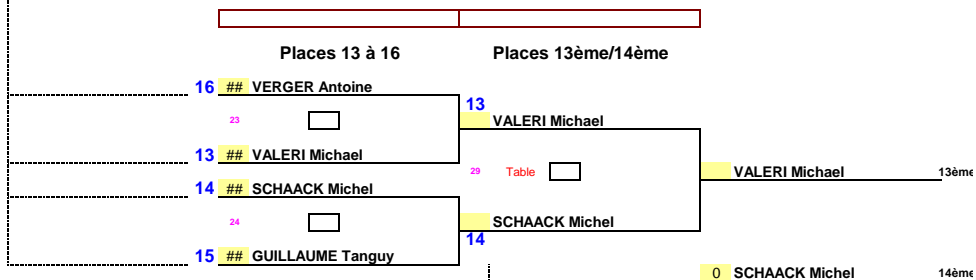 Places 13 à 16 Places 13ème/14ème
16 ## VERGER Antoine
13
23 VALERI Michael
13 ## VALERI Michael
29 Table VALERI Michael 13ème
14 ## SCHAACK Michel
24 SCHAACK Michel
14
15 ## GUILLAUME Tanguy
0 SCHAACK Michel 14ème